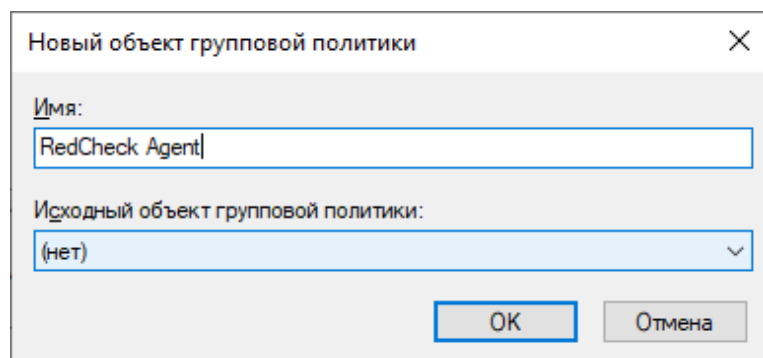 Новый объект групповой политики
Имя:
RedCheck Agent
Исходный объект групповой политики:
(нет)
OK
Отмена